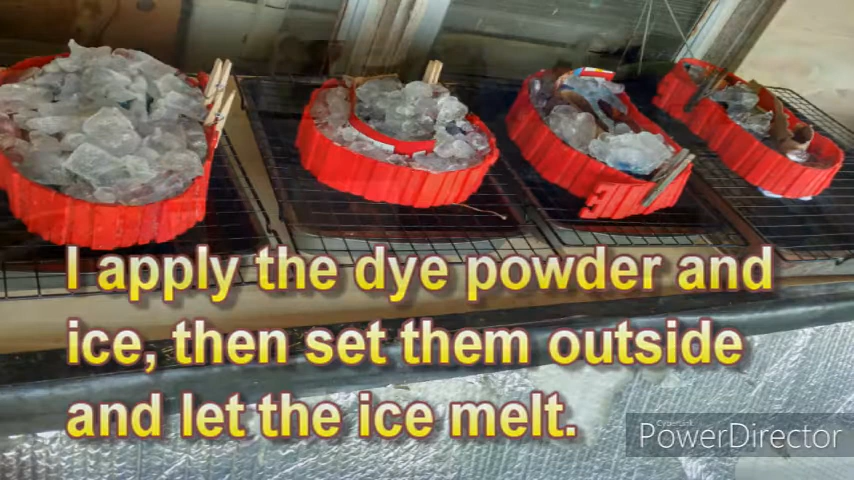 I apply the dye powder and
ice, then set them outside
and let the ice melt.
PowerDirector